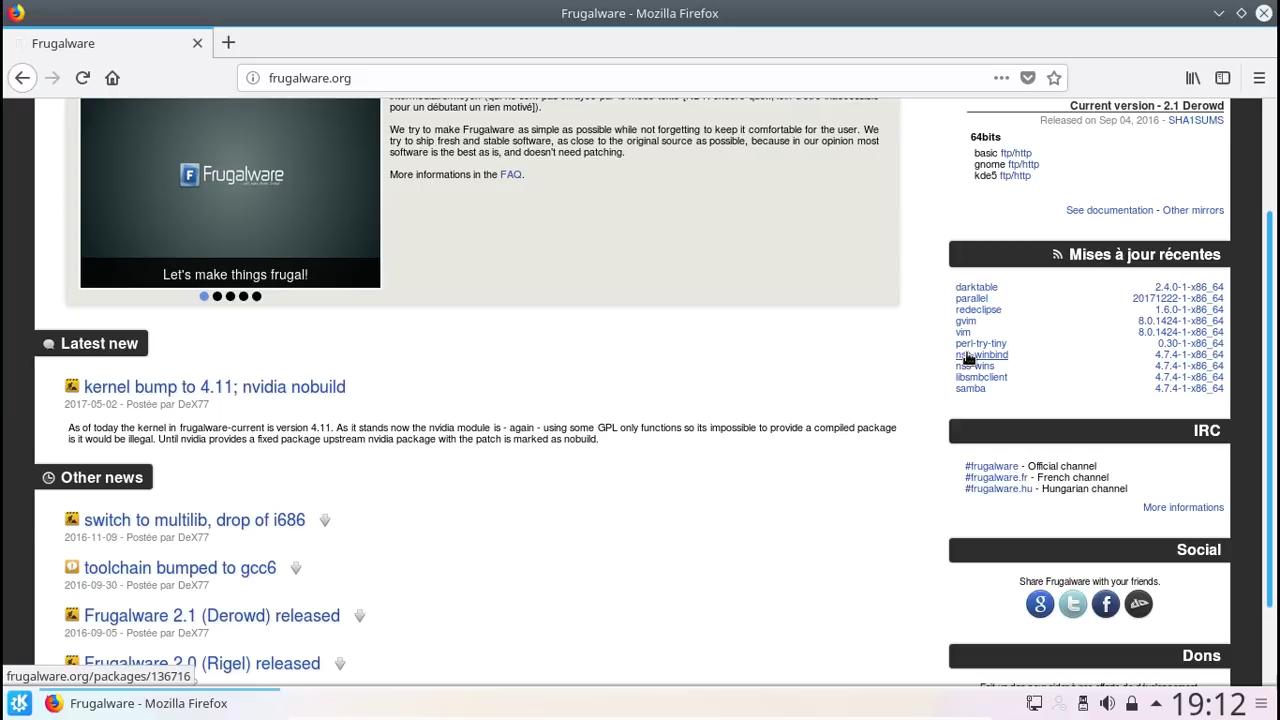 Frugalware - Mozilla Firefox
Frugalware
frugalware.org
pour un débutant un rien motivé]).
We try to make Frugalware as simple as possible while not forgetting to keep it comfortable for the user. We
try to ship fresh and stable software, as close to the original source as possible, because in our opinion most
software is the best as is, and doesn't need patching.
More informations in the FAQ.
Frugalware
Let's make things frugal!
Latest new
kernel bump to 4.11; nvidia nobuild
2017-05-02 - Postée par DeX77
As of today the kernel in frugalware-current is version 4.11. As it stands now the nvidia module is - again - using some GPL only functions so its impossible to provide a compiled package
is it would be illegal. Until nvidia provides a fixed package upstream nvidia package with the patch is marked as nobuild.
Other news
switch to multilib, drop of i686
2016-11-09 - Postée par DeX77
toolchain bumped to gcc6
2016-09-30 - Postée par DeX77
Frugalware 2.1 (Derowd) released
2016-09-05 - Postée par DeX77
Frugalware 2.0 (Rigel) released
Current version - 2.1 Derowd
Released on Sep 04, 2016 - SHA1SUMS
64bits
basic ftp/http
gnome ftp/http
kde5 ftp/http
See documentation - Other mirrors
Mises à jour récentes
darktable 2.4.0-1-x86_64
parallel 20171222-1-x86_64
redeclipse 1.6.0-1-x86_64
gvim 8.0.1424-1-x86_64
vim 8.0.1424-1-x86_64
perl-try-tiny 0.30-1-x86_64
nss-winbind 4.7.4-1-x86_64
nss-wins 4.7.4-1-x86_64
libsmbclient 4.7.4-1-x86_64
samba 4.7.4-1-x86_64
IRC
#frugalware - Official channel
#frugalware.fr - French channel
#frugalware.hu - Hungarian channel
More informations
Social
Share Frugalware with your friends.
Dons
frugalware.org/packages/136716
Frugalware - Mozilla Firefox
19:12